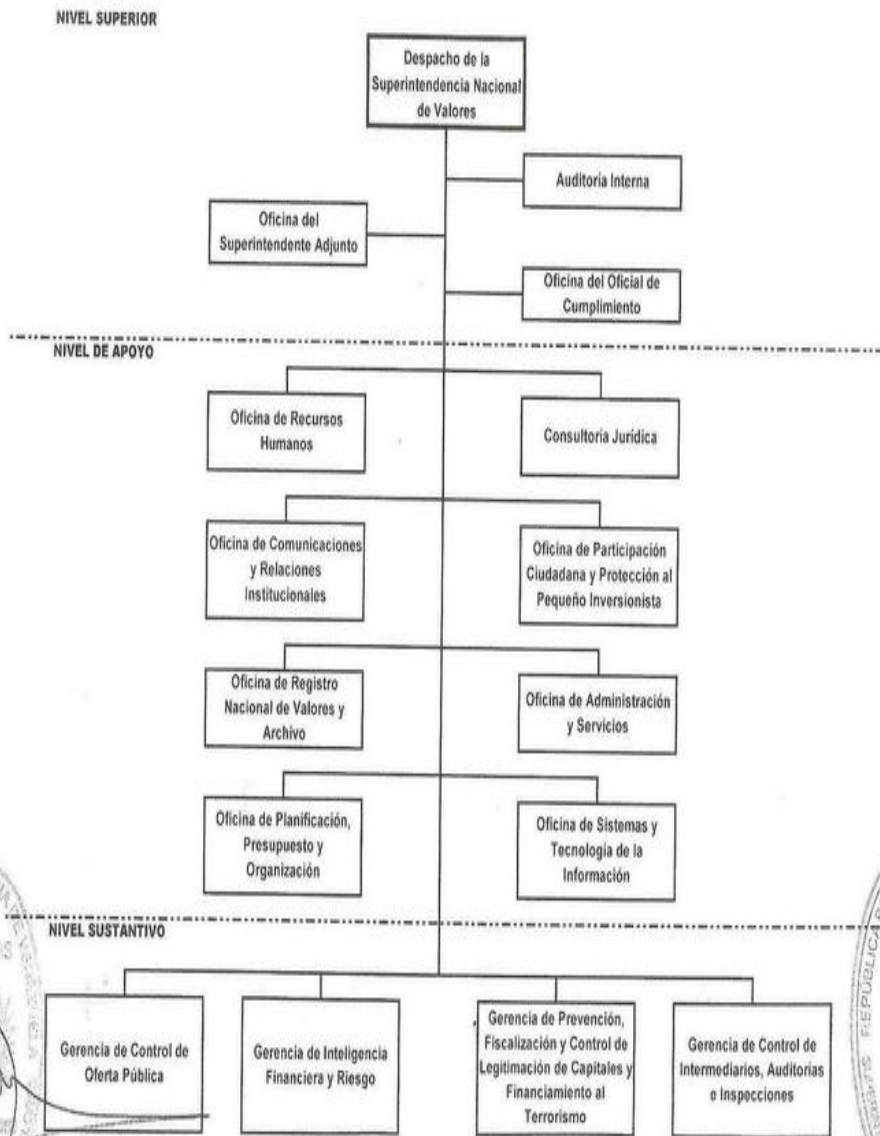 NIVEL SUPERIOR
Despacho de la
Superintendencia Nacional
de Valores
Auditoría Interna
Oficina del
Superintendente Adjunto
Oficina del Oficial de
Cumplimiento
NIVEL DE APOYO
Oficina de Recursos
Humanos
Consultoría Jurídica
Oficina de Comunicaciones
y Relaciones
Institucionales
Oficina de Participación
Ciudadana y Protección al
Pequeño Inversionista
Oficina de Registro
Nacional de Valores y
Archivo
Oficina de Administración
y Servicios
Oficina de Planificación,
Presupuesto y
Organización
Oficina de Sistemas y
Tecnología de la
Información
NIVEL SUSTANTIVO
Gerencia de Control de
Oferta Pública
Gerencia de Inteligencia
Financiera y Riesgo
Gerencia de Prevención,
Fiscalización y Control de
Legitimación de Capitales y
Financiamiento al
Terrorismo
Gerencia de Control de
Intermediarios, Auditorias
e Inspecciones
REPÚBLICA